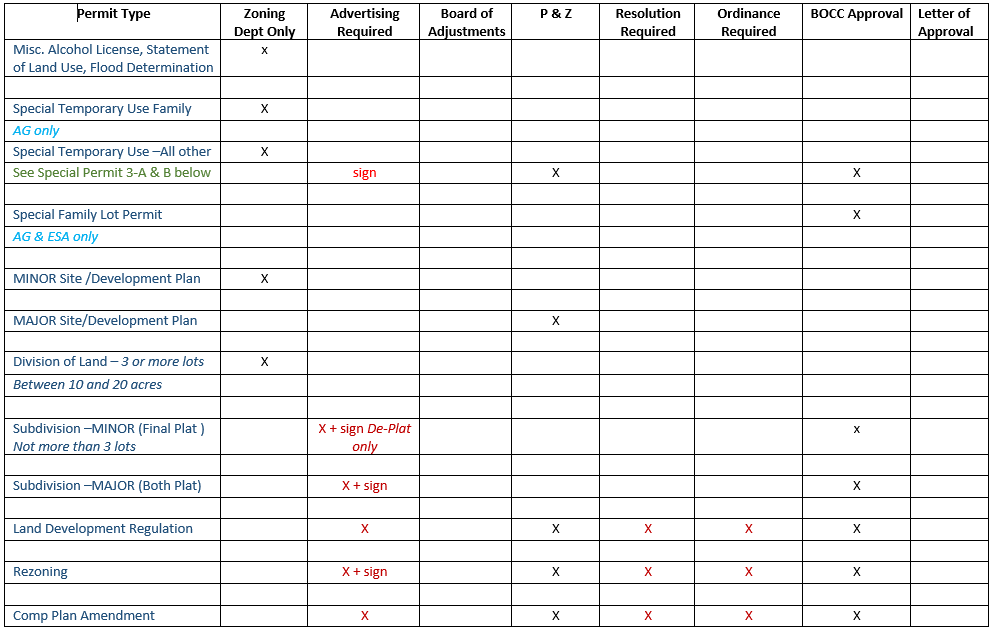 Permit Type Zoning Advertising Board of P & Z Resolution Ordinance BOCC Approval Letter of
Dept Only Required Adjustments Required Required Approval
Misc. Alcohol License, Statement x
of Land Use, Flood Determination
Special Temporary Use Family X
AG only
Special Temporary Use –All other X
See Special Permit 3-A & B below sign X X
Special Family Lot Permit X
AG & ESA only
MINOR Site /Development Plan X
MAJOR Site/Development Plan X
Division of Land – 3 or more lots X
Between 10 and 20 acres
Subdivision –MINOR (Final Plat ) X + sign De-Plat x
Not more than 3 lots only
Subdivision –MAJOR (Both Plat) X + sign X
Land Development Regulation X X X X X
Rezoning X + sign X X X X
Comp Plan Amendment X X X X X